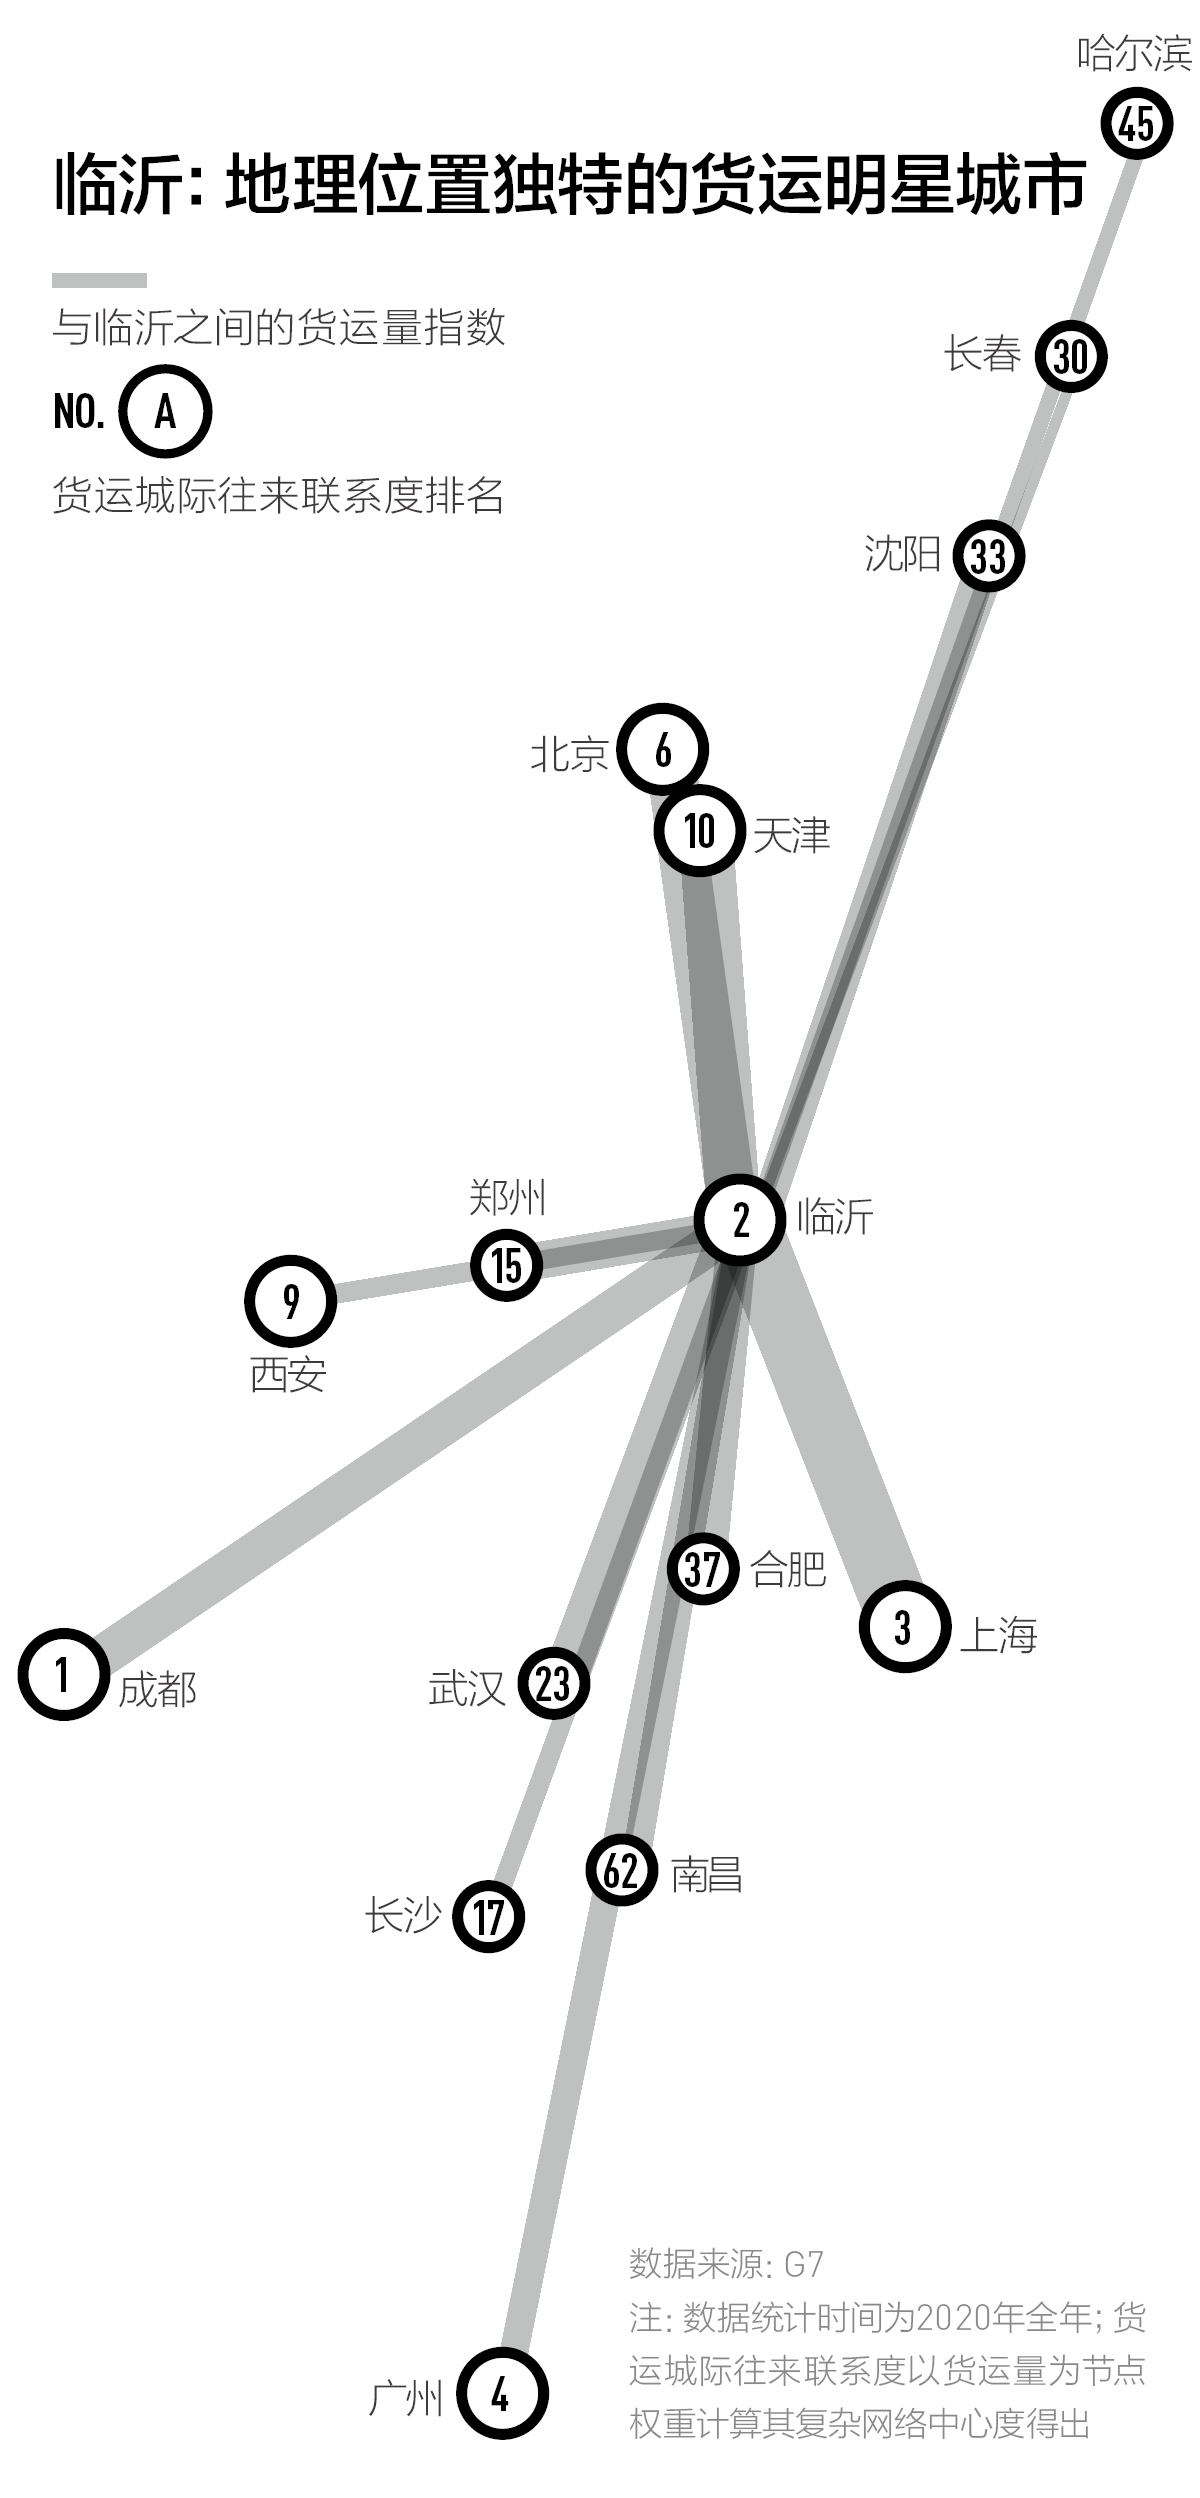 哈尔滨
45
临沂：地理位置独特的货运明星城市
与临沂之间的货运量指数
NO. A
货运城际往来联系度排名
长春 30
沈阳 33
北京 6
10 天津
郑州
2 临沂
15
9
西安
37 合肥
3 上海
1 成都
武汉 23
62 南昌
长沙 17
数据来源：G7
注：数据统计时间为2020年全年；货
运城际往来联系度以货运量为节点
广州 4
权重计算其复杂网络中心度得出